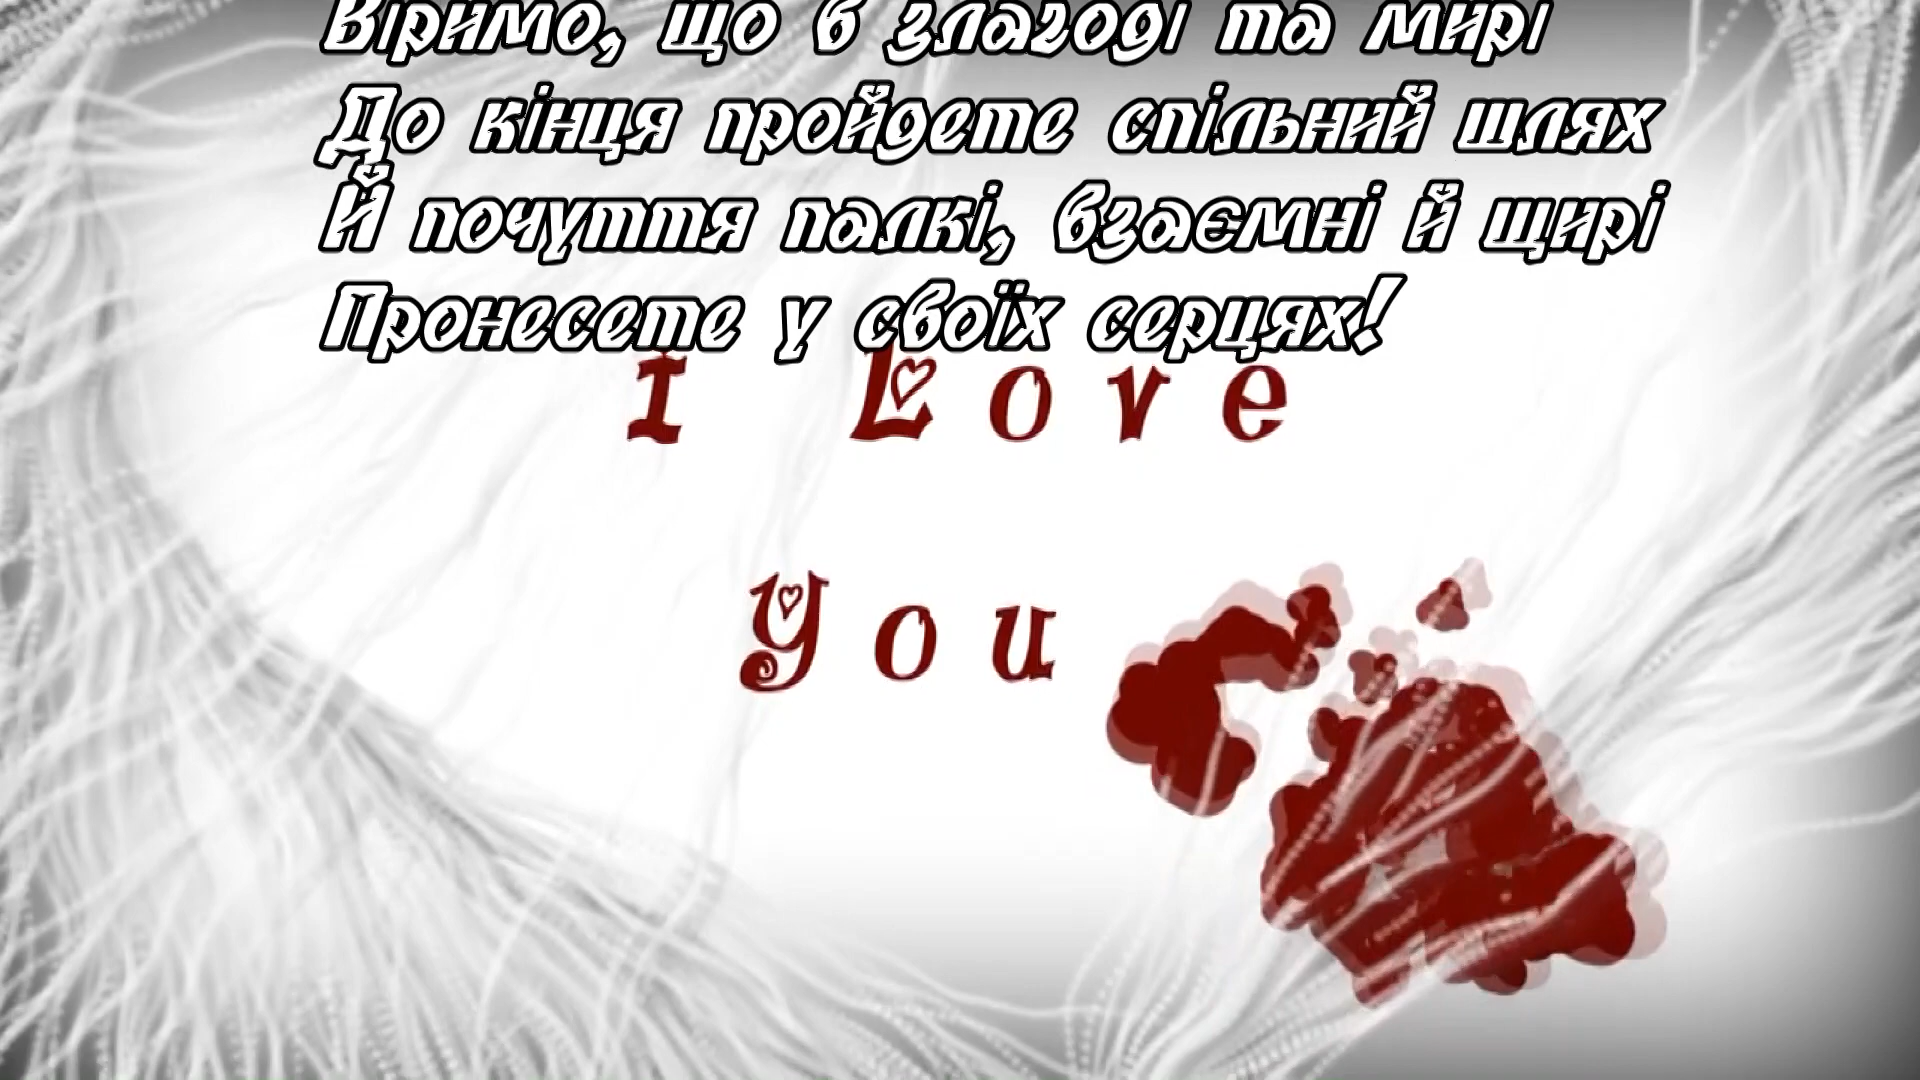 Віримо, що в злагоді та мирі
До кінця пройдете спільний шлях
Й почуття палкі, взаємні й щирі
Пронесете у своїх серцях!
I Love
You